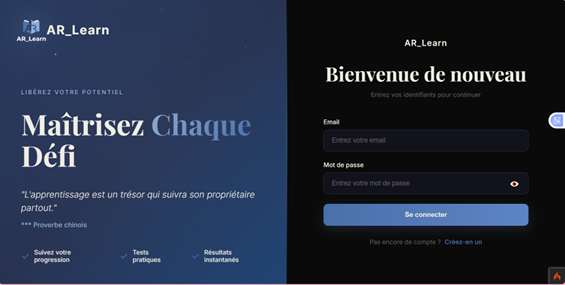 AR_Learn
AR_Learn
LIBÉREZ VOTRE POTENTIEL
Maîtrisez Chaque
Défi
"L'apprentissage est un trésor qui suivra son propriétaire
partout."
*** Proverbe chinois
Suivez votre
progression
Tests
pratiques
Résultats
instantanés
AR_Learn
Bienvenue de nouveau
Entrez vos identifiants pour continuer
Email
Entrez votre email
Mot de passe
Entrez votre mot de passe
Se connecter
Pas encore de compte ? Créez-en un